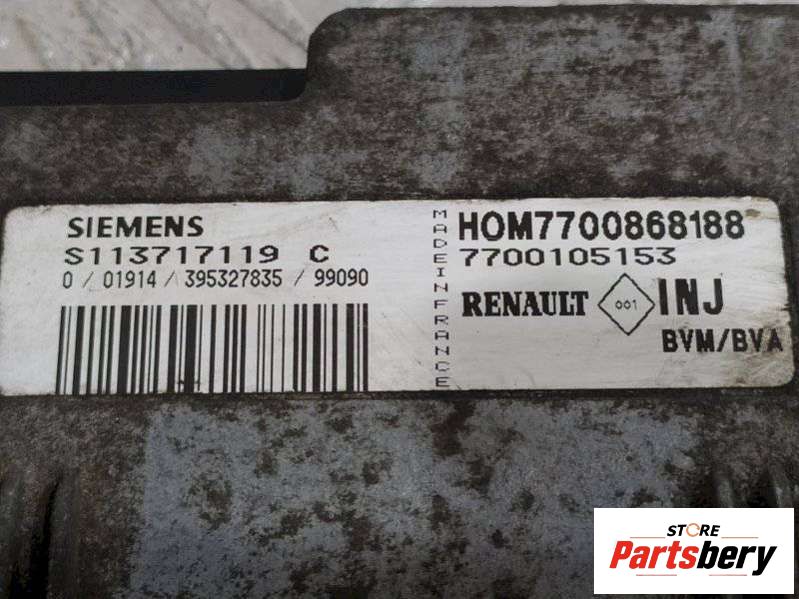 SIEMENS
S113717119 C
0 / 01914 / 395327835 / 99090
MADE IN FRANCE
HOM7700868188
7700105153
RENAULT 001 INJ
BVM/BVA
STORE
Partsbery